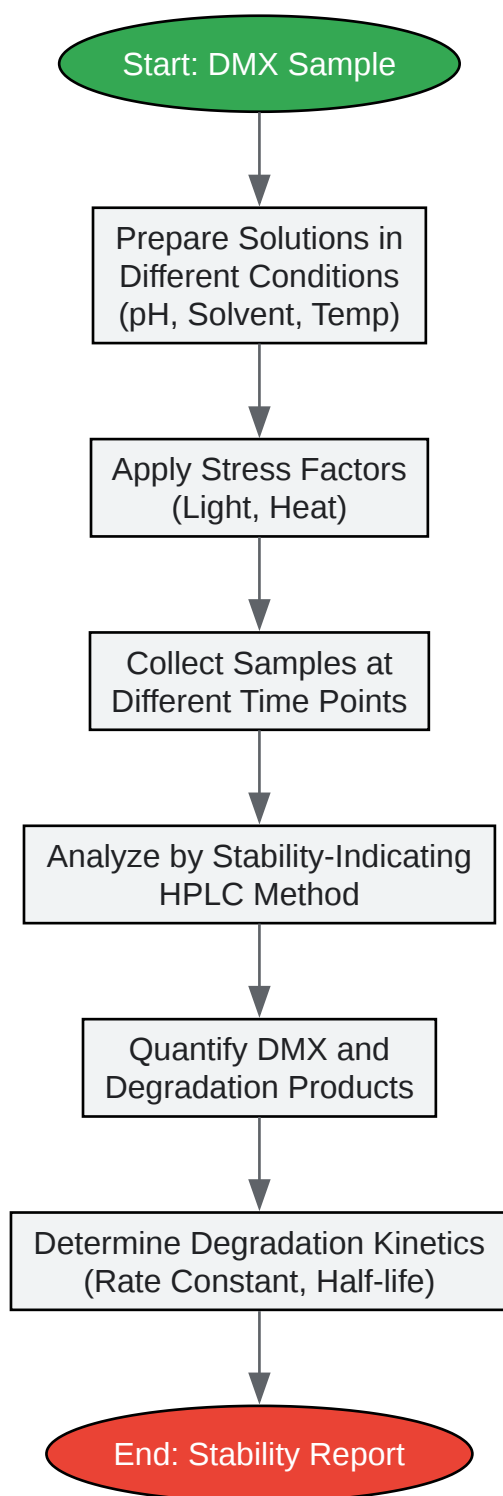 Start: DMX Sample
Prepare Solutions in
Different Conditions
(pH, Solvent, Temp)
Apply Stress Factors
(Light, Heat)
Collect Samples at
Different Time Points
Analyze by Stability-Indicating
HPLC Method
Quantify DMX and
Degradation Products
Determine Degradation Kinetics
(Rate Constant, Half-life)
End: Stability Report